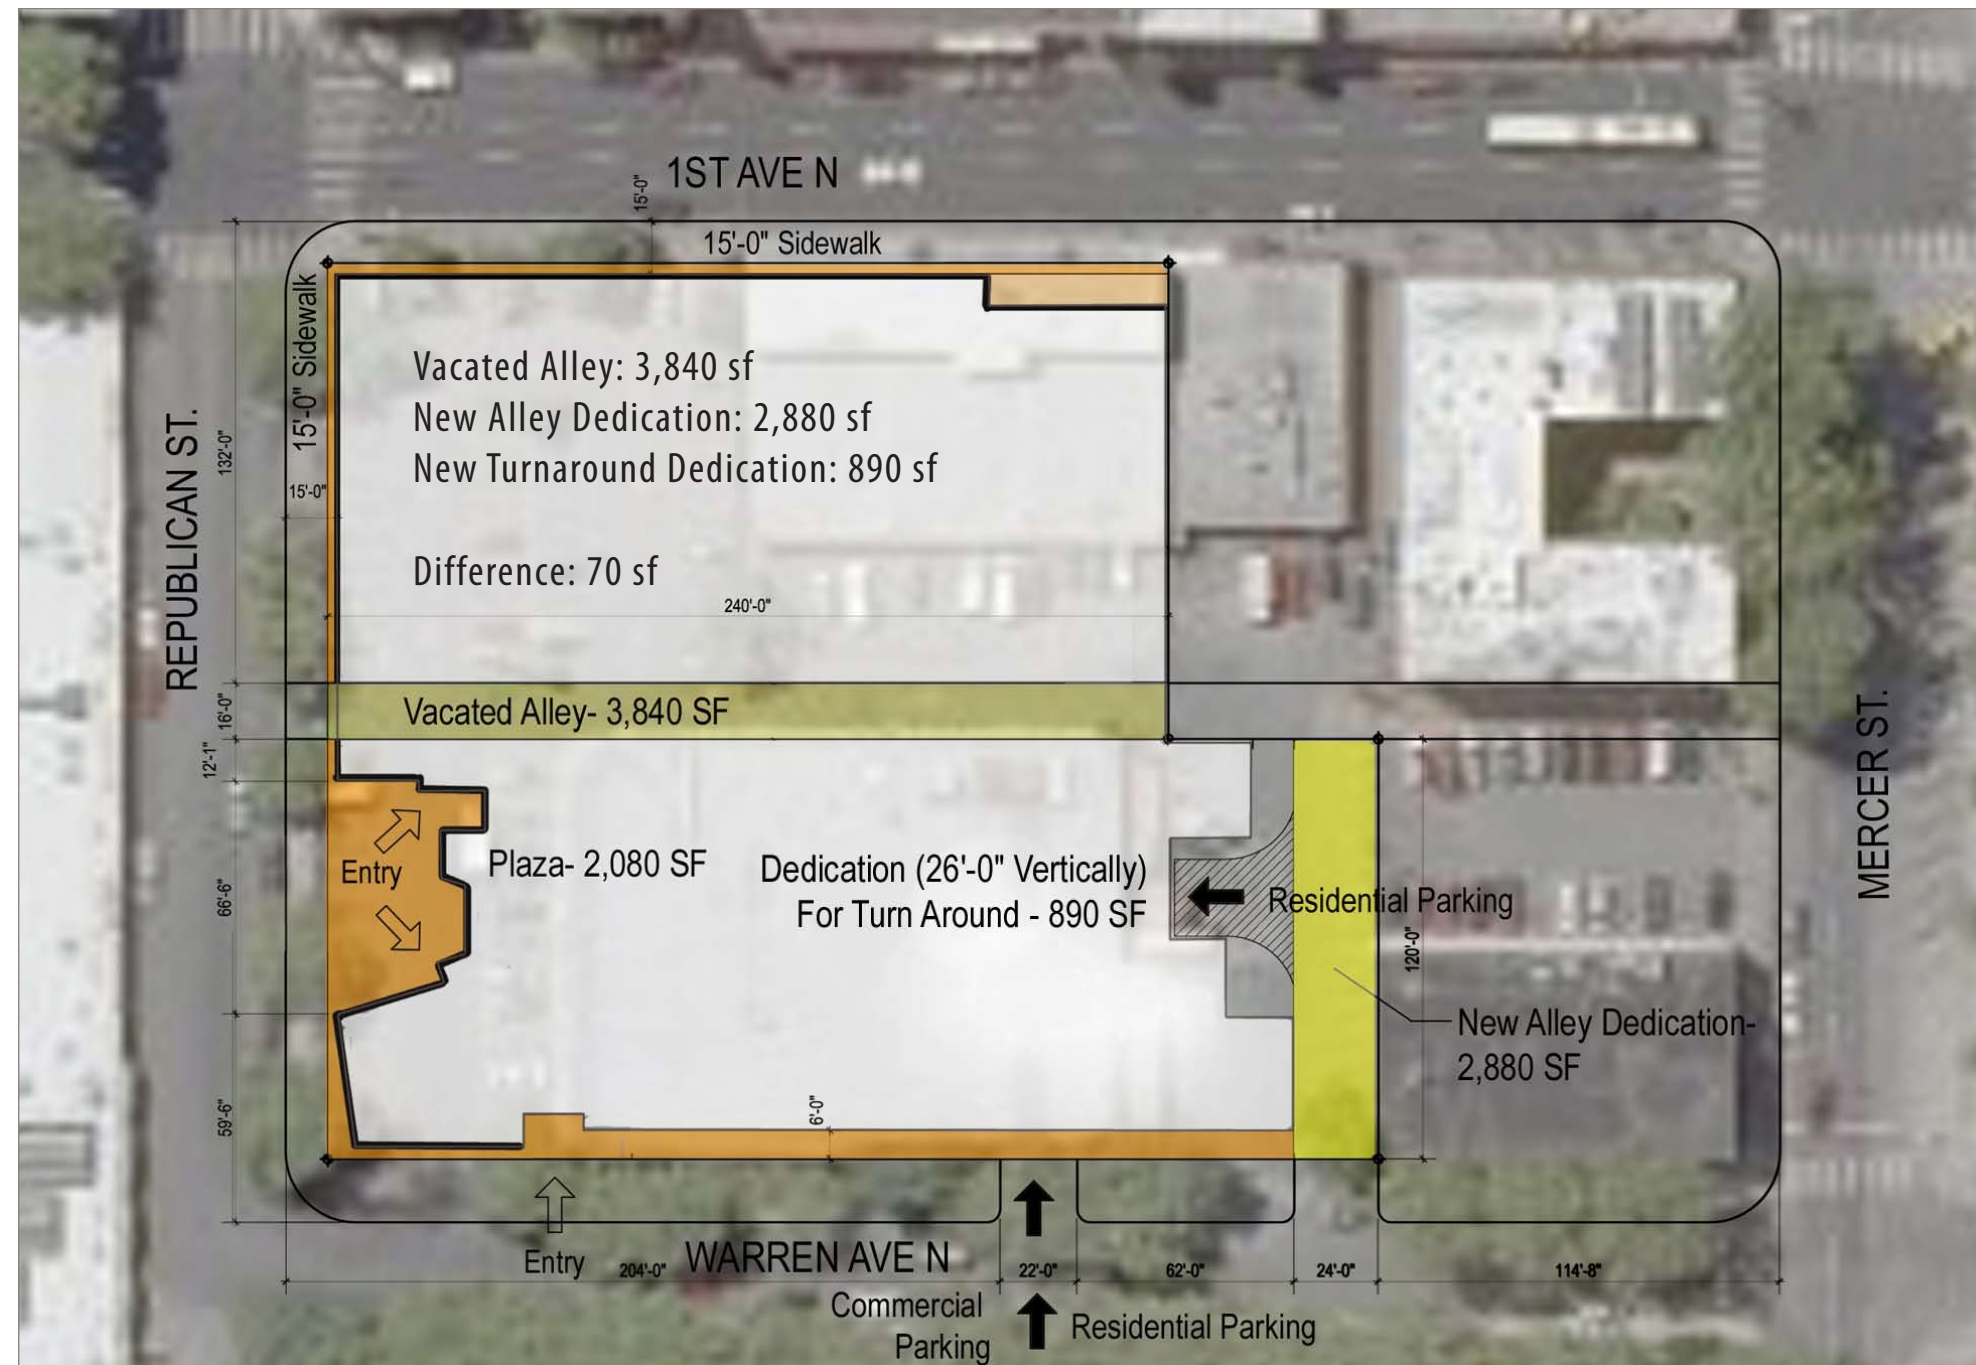 1ST AVE N
15'-0"
15'-0" Sidewalk
15'-0" Sidewalk
15'-0"
132'-0"
REPUBLICAN ST.
Vacated Alley: 3,840 sf
New Alley Dedication: 2,880 sf
New Turnaround Dedication: 890 sf
Difference: 70 sf
240'-0"
16'-0"
Vacated Alley- 3,840 SF
12'-1"
MERCER ST.
66'-6"
Entry
Plaza- 2,080 SF
Dedication (26'-0" Vertically)
For Turn Around - 890 SF
Residential Parking
120'-0"
New Alley Dedication-
2,880 SF
59'-6"
6'-0"
Entry
204'-0"
WARREN AVE N
22'-0"
62'-0"
24'-0"
114'-8"
Commercial
Parking
Residential Parking